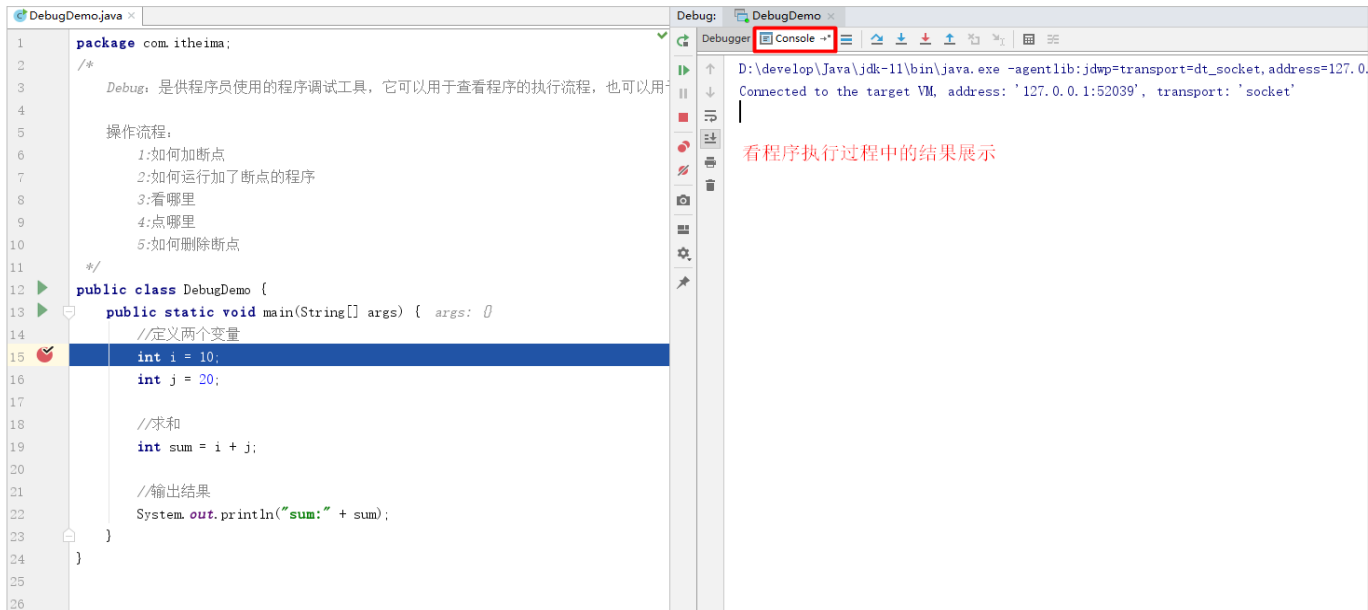 DebugDemo.java
1 package com.itheima;
2 /*
3 Debug：是供程序员使用的程序调试工具，它可以用于查看程序的执行流程，也可以用
4
5 操作流程：
6 1:如何加断点
7 2:如何运行加了断点的程序
8 3:看哪里
9 4:点哪里
10 5:如何删除断点
11 */
12 public class DebugDemo {
13 public static void main(String[] args) { args: {}
14 //定义两个变量
15 int i = 10;
16 int j = 20;
17
18 //求和
19 int sum = i + j;
20
21 //输出结果
22 System.out.println("sum:" + sum);
23 }
24 }
25
26
Debug: DebugDemo
Debugger Console
D:\develop\Java\jdk-11\bin\java.exe -agentlib:jdwp=transport=dt_socket,address=127.0.
Connected to the target VM, address: '127.0.0.1:52039', transport: 'socket'
看程序执行过程中的结果展示